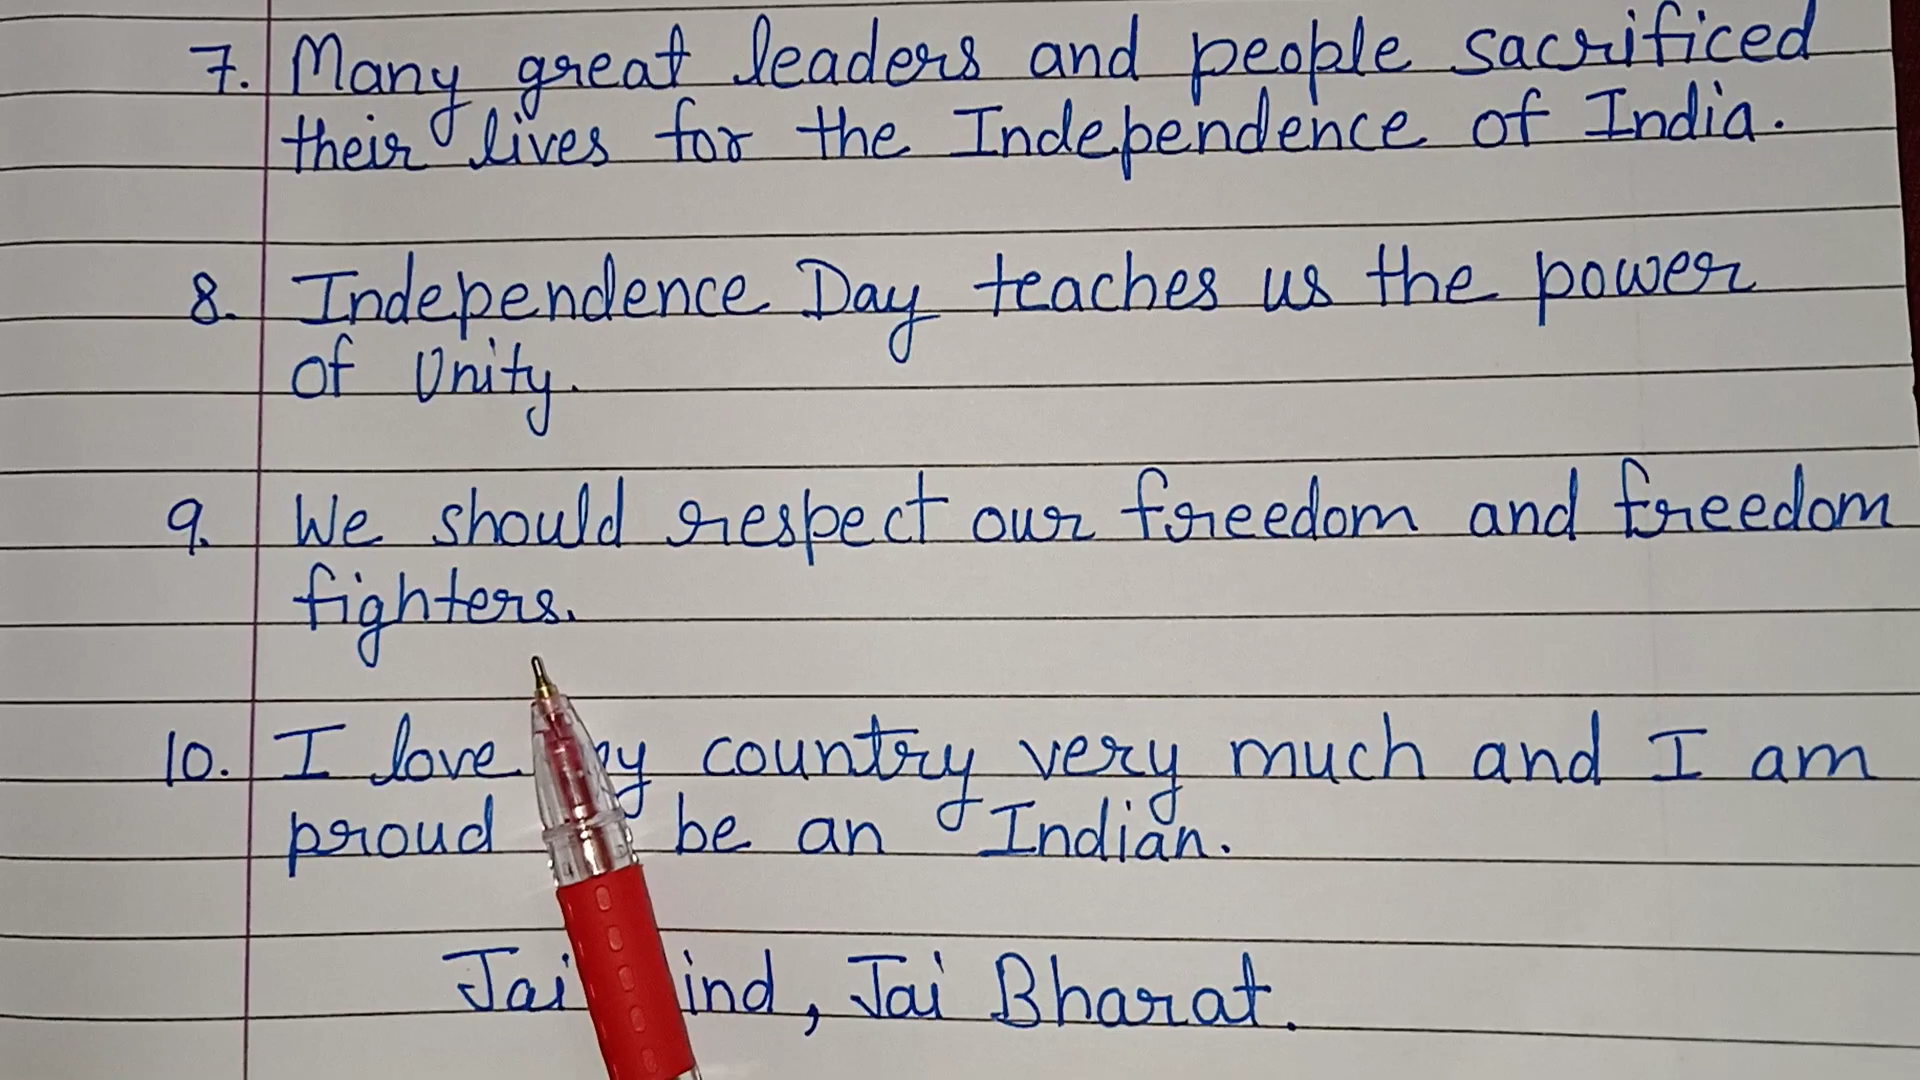 7. Many great leaders and people sacrificed
their lives for the Independence of India.
8. Independence Day teaches us the power
of Unity.
9. We should respect our freedom and freedom
fighters.
10. I love country very much and I am
proud be an Indian.
Jai , Jai Bharat.